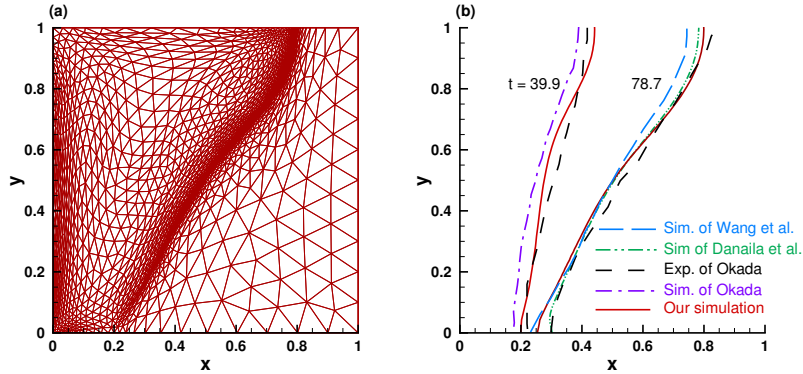 (a)
1
0.8
0.6
0.4
0.2
0
y
0 0.2 0.4 0.6 0.8 1
x
(b)
1
0.8
0.6
0.4
0.2
0
y
t = 39.9 78.7
Sim. of Wang et al.
Sim of Danaila et al.
Exp. of Okada
Sim. of Okada
Our simulation
0 0.2 0.4 0.6 0.8 1
x